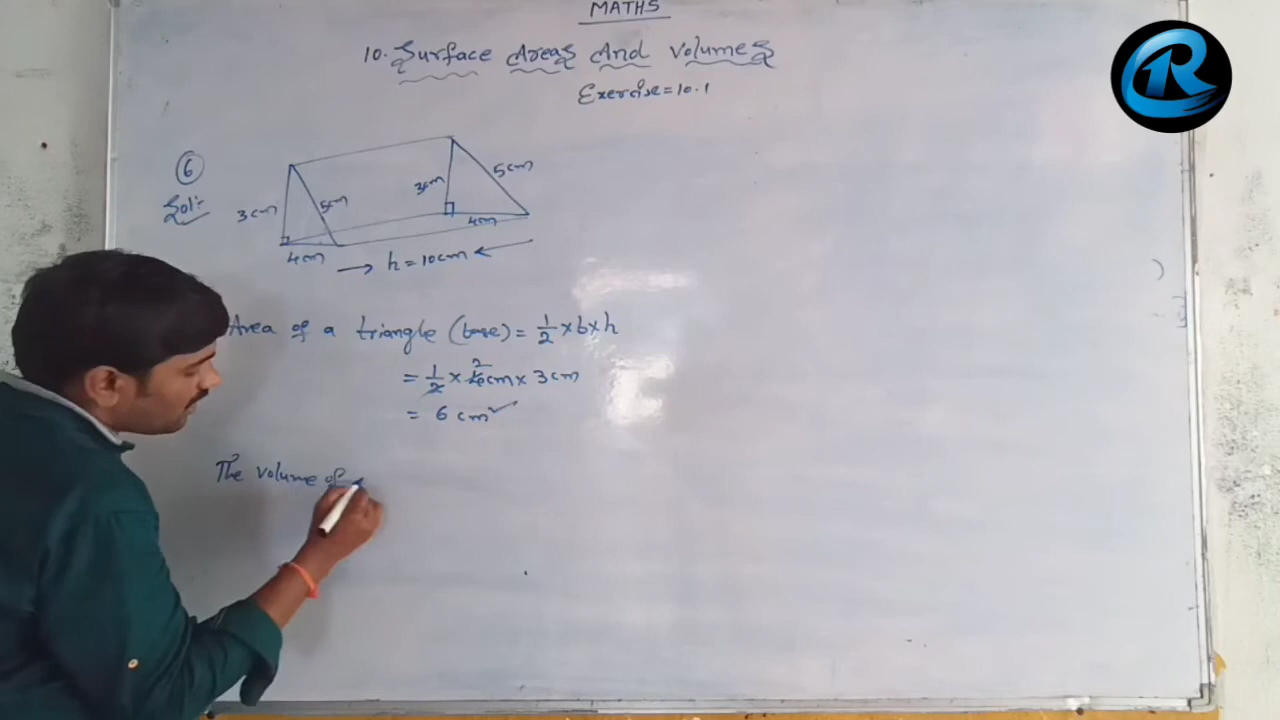 MATHS
10. Surface Areas And Volumes
Exercise = 10.1
6
Sol:-
3cm 5cm 3cm 5cm
4cm 4cm
h = 10cm
Area of a triangle (base) = 1/2 × b × h
= 1/2 × 4cm × 3cm
2
= 6 cm²
The volume of
R